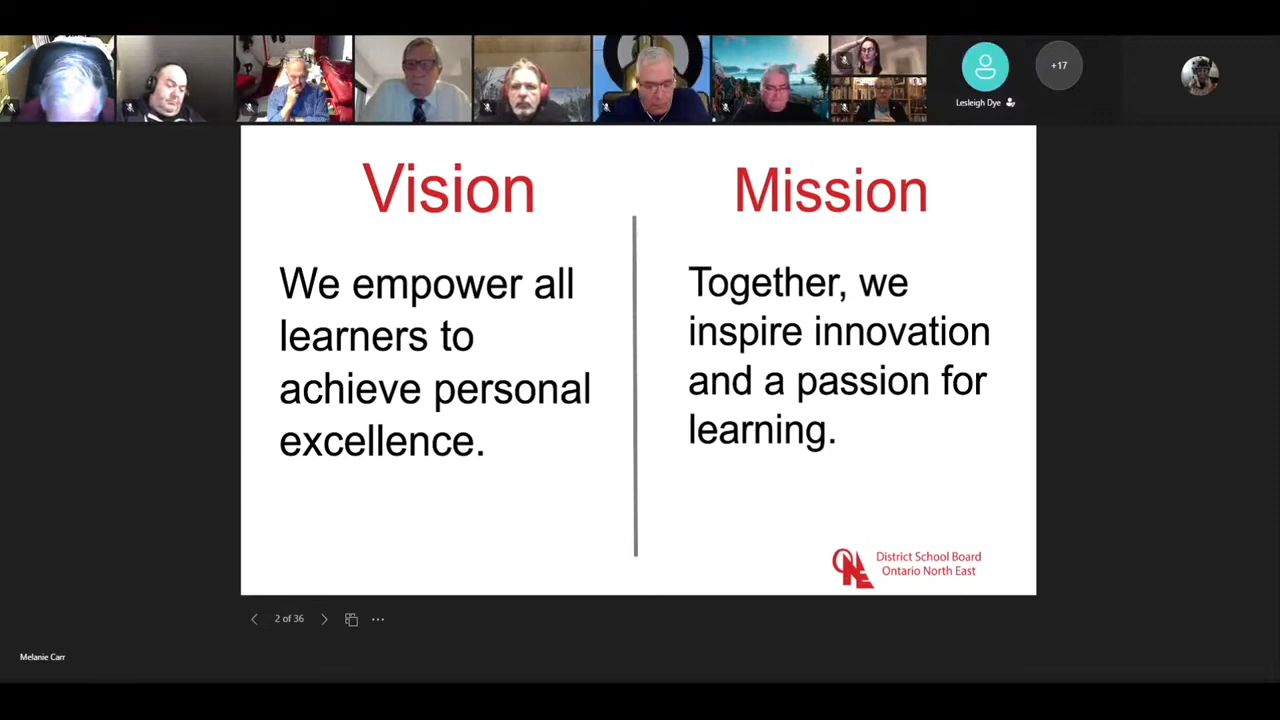 +17
Lesleigh Dye
Vision
We empower all
learners to
achieve personal
excellence.
Mission
Together, we
inspire innovation
and a passion for
learning.
ONE
District School Board
Ontario North East
2 of 36
Melanie Carr